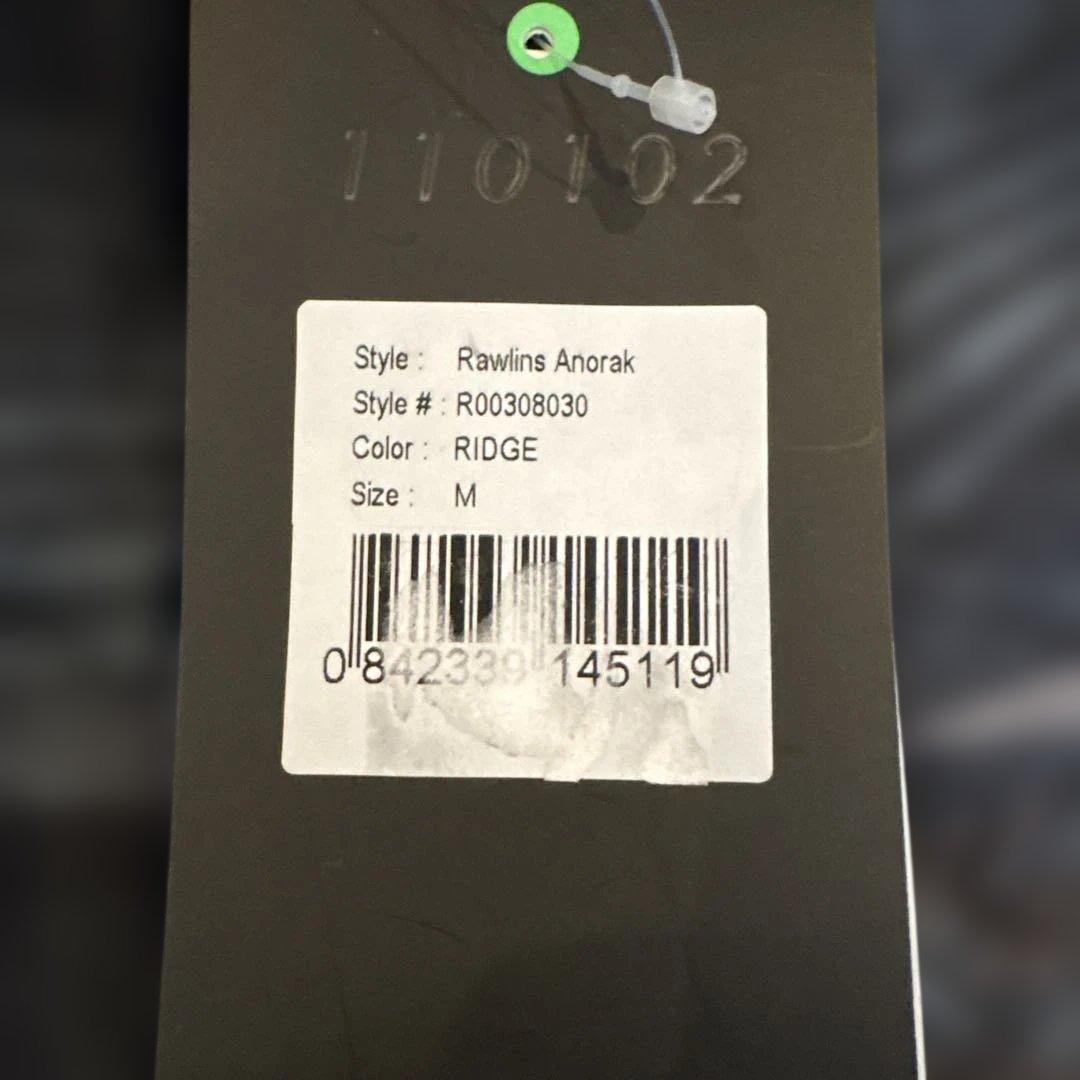 110102
Style : Rawlins Anorak
Style # : R00308030
Color : RIDGE
Size : M
0 842339 145119